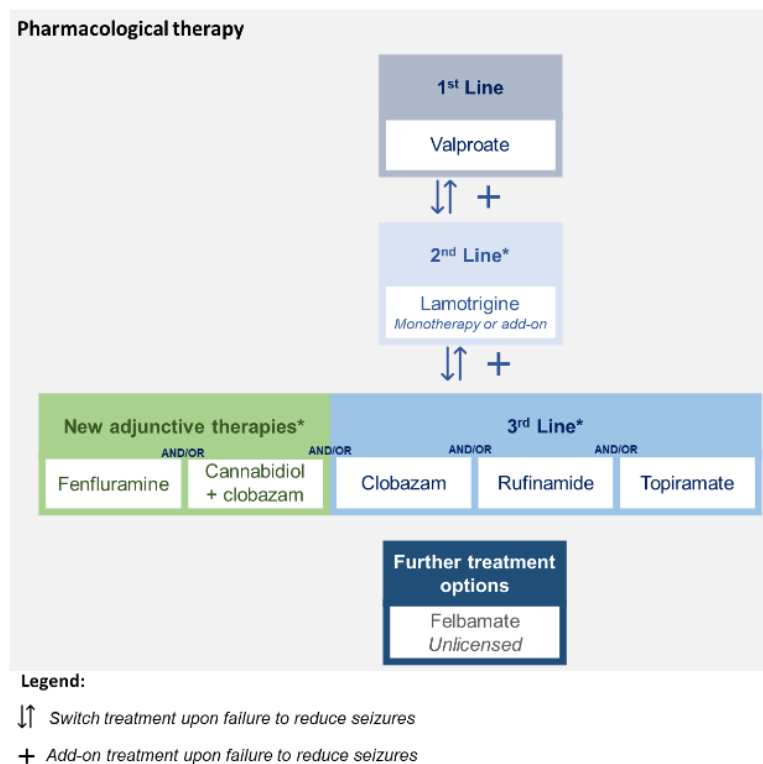 Pharmacological therapy
1st Line
Valproate
+
2nd Line*
Lamotrigine
Monotherapy or add-on
+
New adjunctive therapies*
3rd Line*
AND/OR
AND/OR
AND/OR
AND/OR
Fenfluramine
Cannabidiol
+ clobazam
Clobazam
Rufinamide
Topiramate
Further treatment
options
Felbamate
Unlicensed
Legend:
⇵ Switch treatment upon failure to reduce seizures
+ Add-on treatment upon failure to reduce seizures